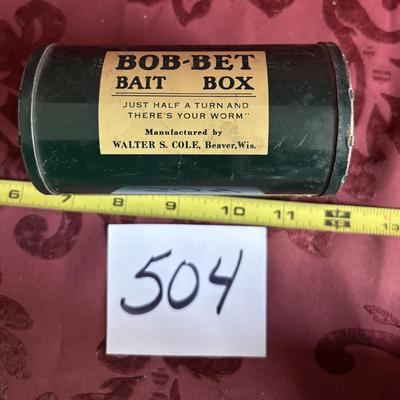 BOB-BET
BAIT BOX
JUST HALF A TURN AND
THERE'S YOUR WORM"
Manufactured by
WALTER S. COLE, Beaver, Wis.
6 7 8 9 10 11
504